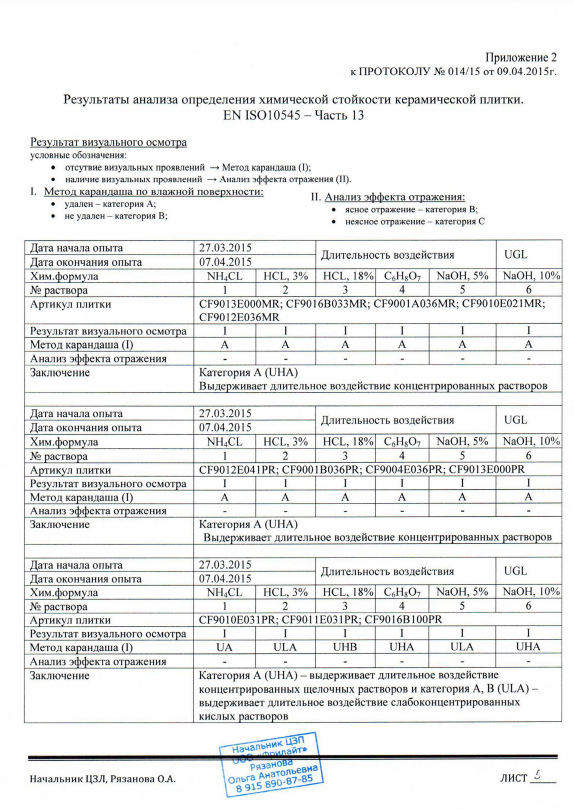 Приложение 2
к ПРОТОКОЛУ № 014/15 от 09.04.2015г.
Результаты анализа определения химической стойкости керамической плитки.
EN ISO10545 – Часть 13
Результат визуального осмотра
условные обозначения:
• отсутвие визуальных проявлений → Метод карандаша (I);
• наличие визуальных проявлений → Анализ эффекта отражения (II).
I. Метод карандаша по влажной поверхности:
• удален – категория А;
• не удален – категория В;
II. Анализ эффекта отражения:
• ясное отражение – категория В;
• неясное отражение – категория С
Дата начала опыта 27.03.2015 Длительность воздействия UGL
Дата окончания опыта 07.04.2015
Хим.формула NH4CL HCL, 3% HCL, 18% C6H8O7 NaOH, 5% NaOH, 10%
№ раствора 1 2 3 4 5 6
Артикул плитки CF9013E000MR; CF9016B033MR; CF9001A036MR; CF9010E021MR;
CF9012E036MR
Результат визуального осмотра I I I I I I
Метод карандаша (I) A A A A A A
Анализ эффекта отражения - - - - - -
Заключение Категория А (UHA)
Выдерживает длительное воздействие концентрированных растворов
Дата начала опыта 27.03.2015 Длительность воздействия UGL
Дата окончания опыта 07.04.2015
Хим.формула NH4CL HCL, 3% HCL, 18% C6H8O7 NaOH, 5% NaOH, 10%
№ раствора 1 2 3 4 5 6
Артикул плитки CF9012E041PR; CF9001B036PR; CF9004E036PR; CF9013E000PR
Результат визуального осмотра I I I I I I
Метод карандаша (I) A A A A A A
Анализ эффекта отражения - - - - - -
Заключение Категория А (UHA)
Выдерживает длительное воздействие концентрированных растворов
Дата начала опыта 27.03.2015 Длительность воздействия UGL
Дата окончания опыта 07.04.2015
Хим.формула NH4CL HCL, 3% HCL, 18% C6H8O7 NaOH, 5% NaOH, 10%
№ раствора 1 2 3 4 5 6
Артикул плитки CF9010E031PR; CF9011E031PR; CF9016B100PR
Результат визуального осмотра I I I I I I
Метод карандаша (I) UA ULA UHB UHA ULA UHA
Анализ эффекта отражения - - - - - -
Заключение Категория А (UHA) – выдерживает длительное воздействие
концентрированных щелочных растворов и категория А, В (ULA) –
выдерживает длительное воздействие слабоконцентрированных
кислых растворов
Начальник ЦЗЛ
ООО «Фрилайт»
Рязанова
Ольга Анатольевна
8 915 890-87-85
Начальник ЦЗЛ, Рязанова О.А.
ЛИСТ 5